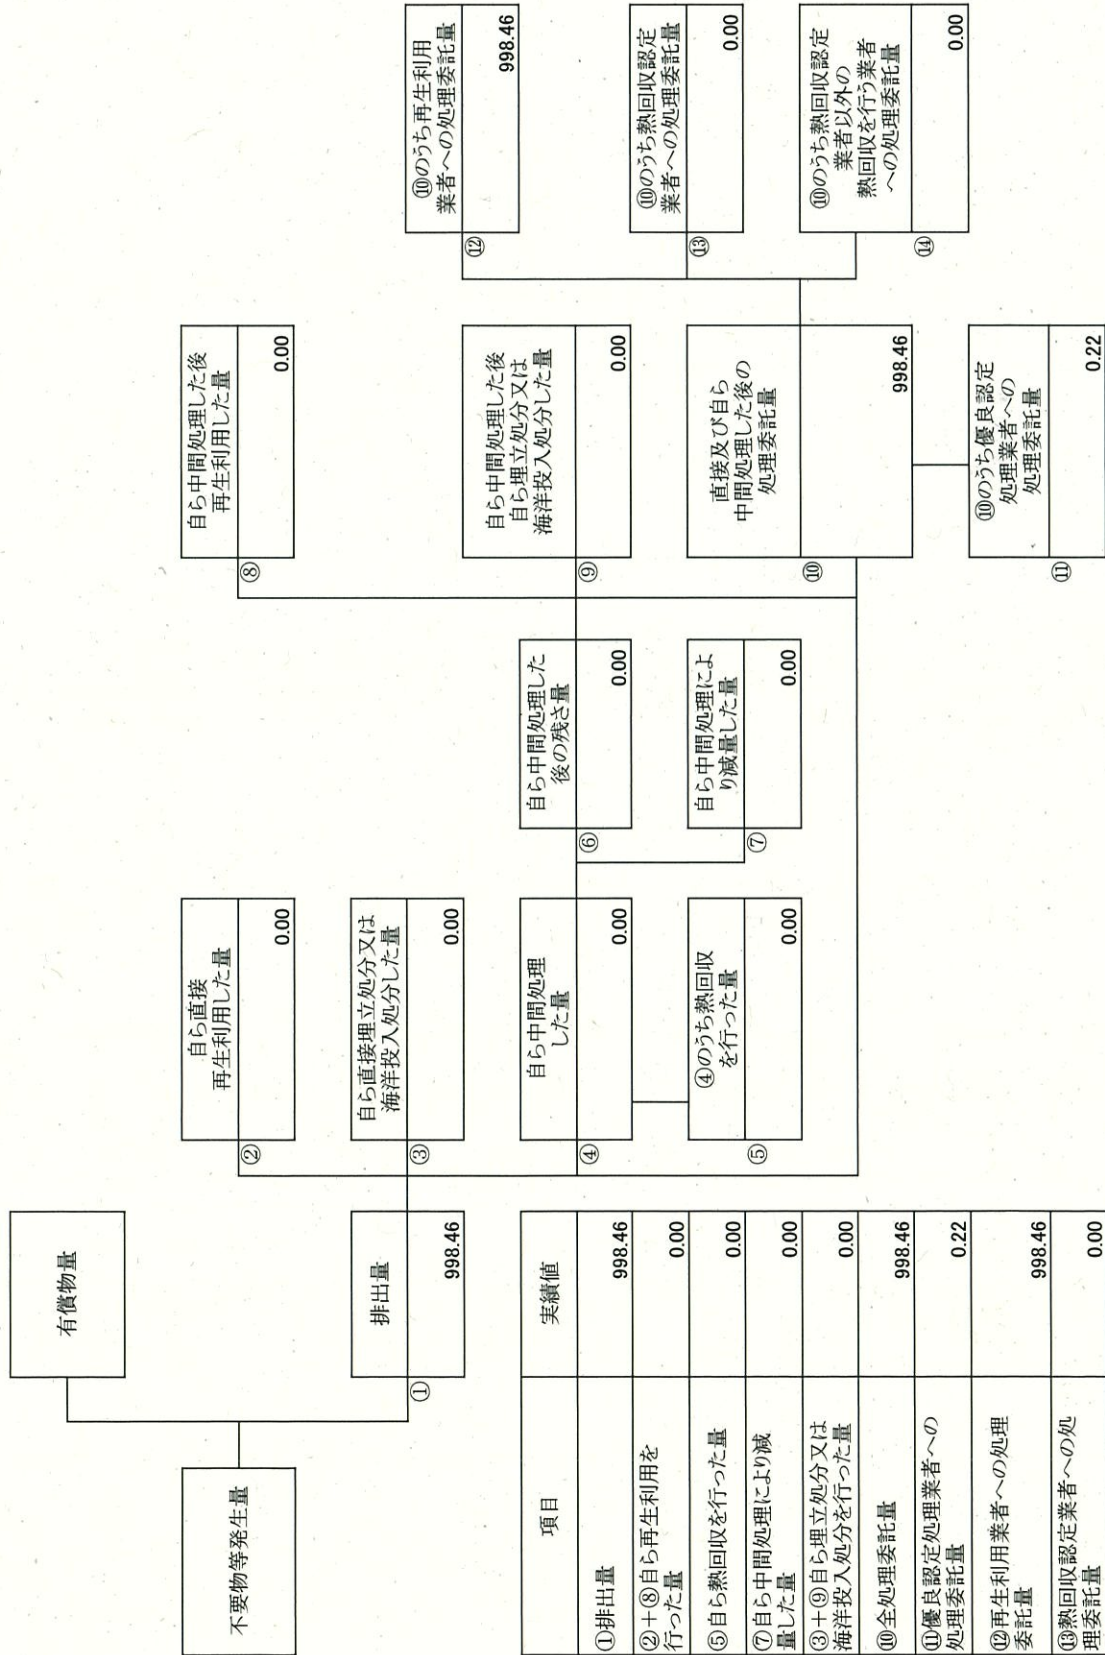 不要物等発生量
有償物量
排出量
①
998.46
自ら直接
再生利用した量
②
0.00
自ら直接埋立処分又は
海洋投入処分した量
③
0.00
自ら中間処理
した量
④
0.00
④のうち熱回収
を行った量
⑤
0.00
自ら中間処理した
後の残さ量
⑥
0.00
自ら中間処理によ
り減量した量
⑦
0.00
自ら中間処理した後
再生利用した量
⑧
0.00
自ら中間処理した後
自ら埋立処分又は
海洋投入処分した量
⑨
0.00
直接及び自ら
中間処理した後の
処理委託量
⑩
998.46
⑩のうち優良認定
処理業者への
処理委託量
⑪
0.22
⑩のうち再生利用
業者への処理委託量
⑫
998.46
⑩のうち熱回収認定
業者への処理委託量
⑬
0.00
⑩のうち熱回収認定
業者以外の
熱回収を行う業者
への処理委託量
⑭
0.00
項目 実績値
①排出量 998.46
②+⑧自ら再生利用を
行った量 0.00
⑤自ら熱回収を行った量 0.00
⑦自ら中間処理により減
量した量 0.00
③+⑨自ら埋立処分又は
海洋投入処分を行った量 0.00
⑩全処理委託量 998.46
⑪優良認定処理業者への
処理委託量 0.22
⑫再生利用業者への処理
委託量 998.46
⑬熱回収認定業者への処
理委託量 0.00